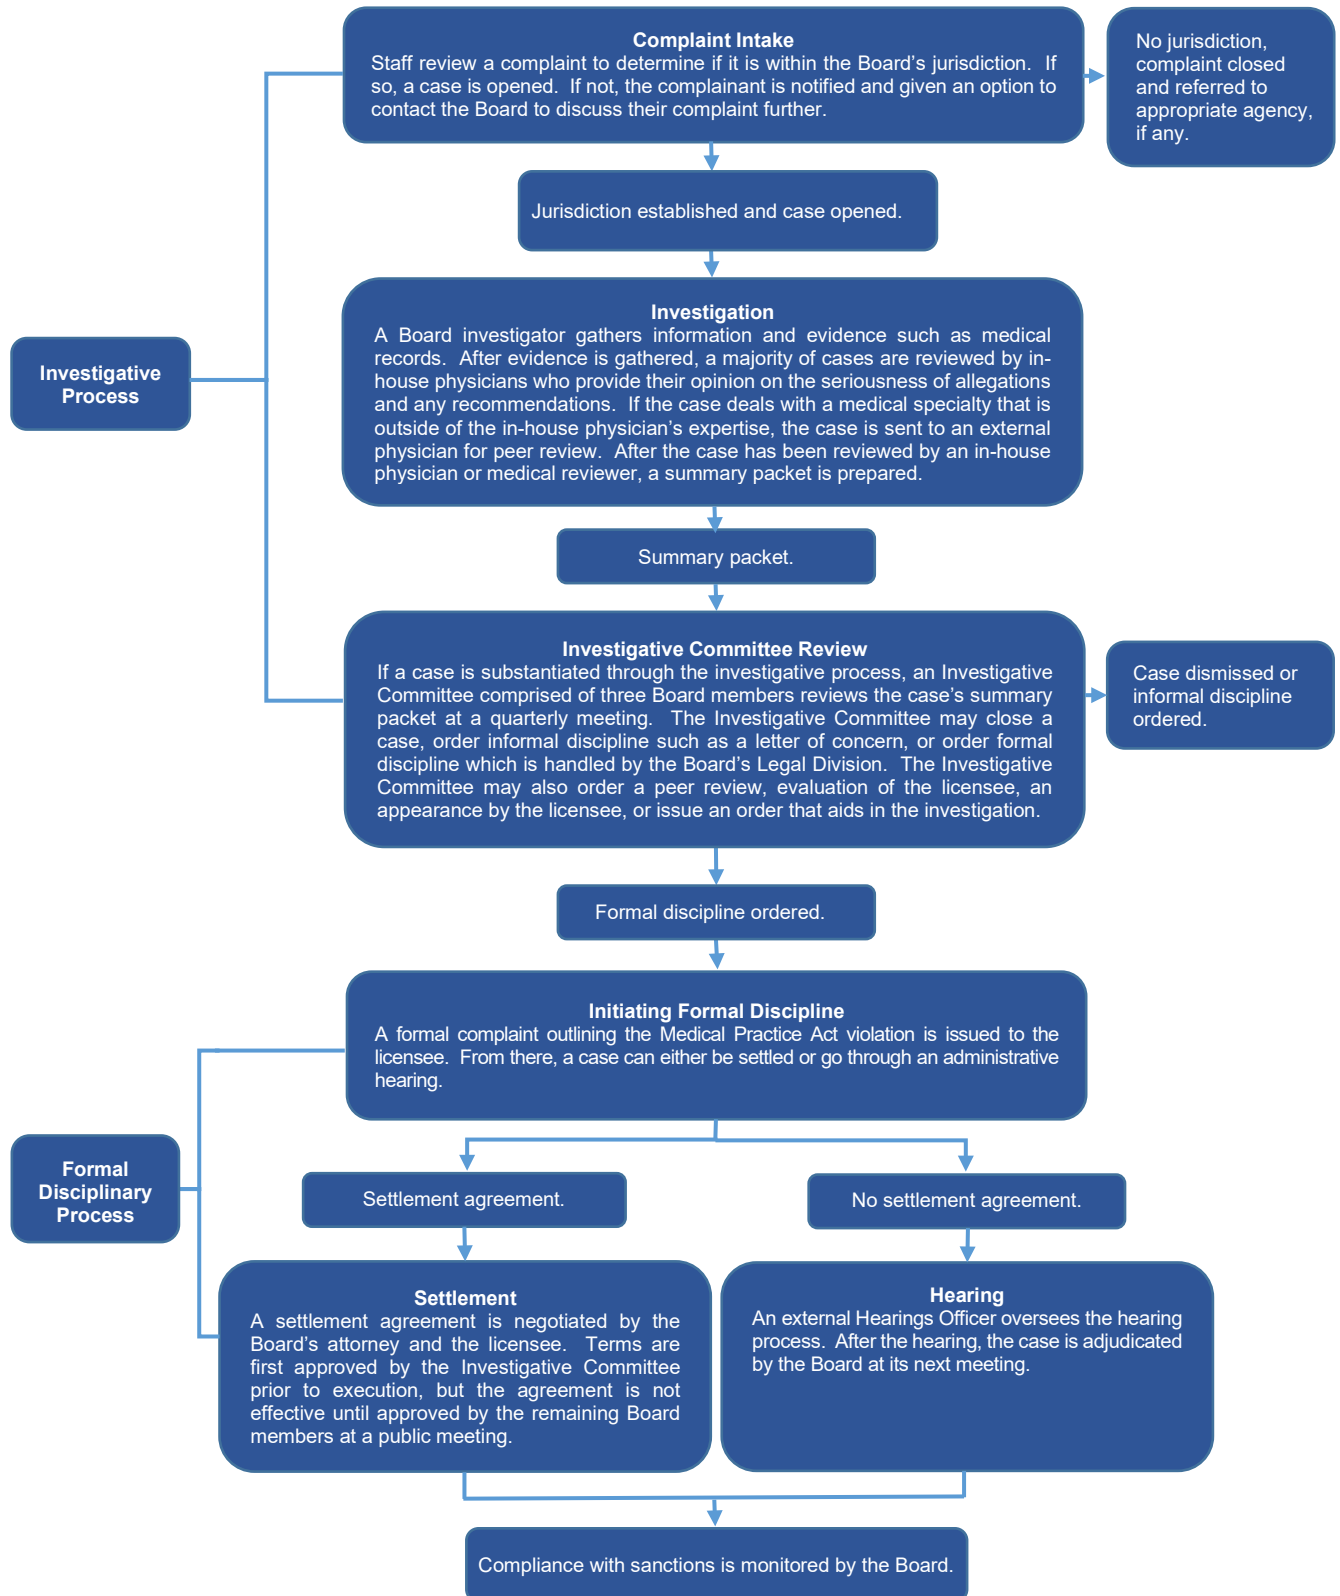 Complaint Intake
Staff review a complaint to determine if it is within the Board's jurisdiction.  If
so, a case is opened.  If not, the complainant is notified and given an option to
contact the Board to discuss their complaint further.
No jurisdiction,
complaint closed
and referred to
appropriate agency,
if any.
Jurisdiction established and case opened.
Investigative
Process
Investigation
A Board investigator gathers information and evidence such as medical
records.  After evidence is gathered, a majority of cases are reviewed by in-
house physicians who provide their opinion on the seriousness of allegations
and any recommendations.  If the case deals with a medical specialty that is
outside of the in-house physician's expertise, the case is sent to an external
physician for peer review.  After the case has been reviewed by an in-house
physician or medical reviewer, a summary packet is prepared.
Summary packet.
Investigative Committee Review
If a case is substantiated through the investigative process, an Investigative
Committee comprised of three Board members reviews the case's summary
packet at a quarterly meeting.  The Investigative Committee may close a
case, order informal discipline such as a letter of concern, or order formal
discipline which is handled by the Board's Legal Division.  The Investigative
Committee may also order a peer review, evaluation of the licensee, an
appearance by the licensee, or issue an order that aids in the investigation.
Case dismissed or
informal discipline
ordered.
Formal discipline ordered.
Initiating Formal Discipline
A formal complaint outlining the Medical Practice Act violation is issued to the
licensee.  From there, a case can either be settled or go through an administrative
hearing.
Formal
Disciplinary
Process
Settlement agreement.
No settlement agreement.
Settlement
A settlement agreement is negotiated by the
Board's attorney and the licensee.  Terms are
first approved by the Investigative Committee
prior to execution, but the agreement is not
effective until approved by the remaining Board
members at a public meeting.
Hearing
An external Hearings Officer oversees the hearing
process.  After the hearing, the case is adjudicated
by the Board at its next meeting.
Compliance with sanctions is monitored by the Board.